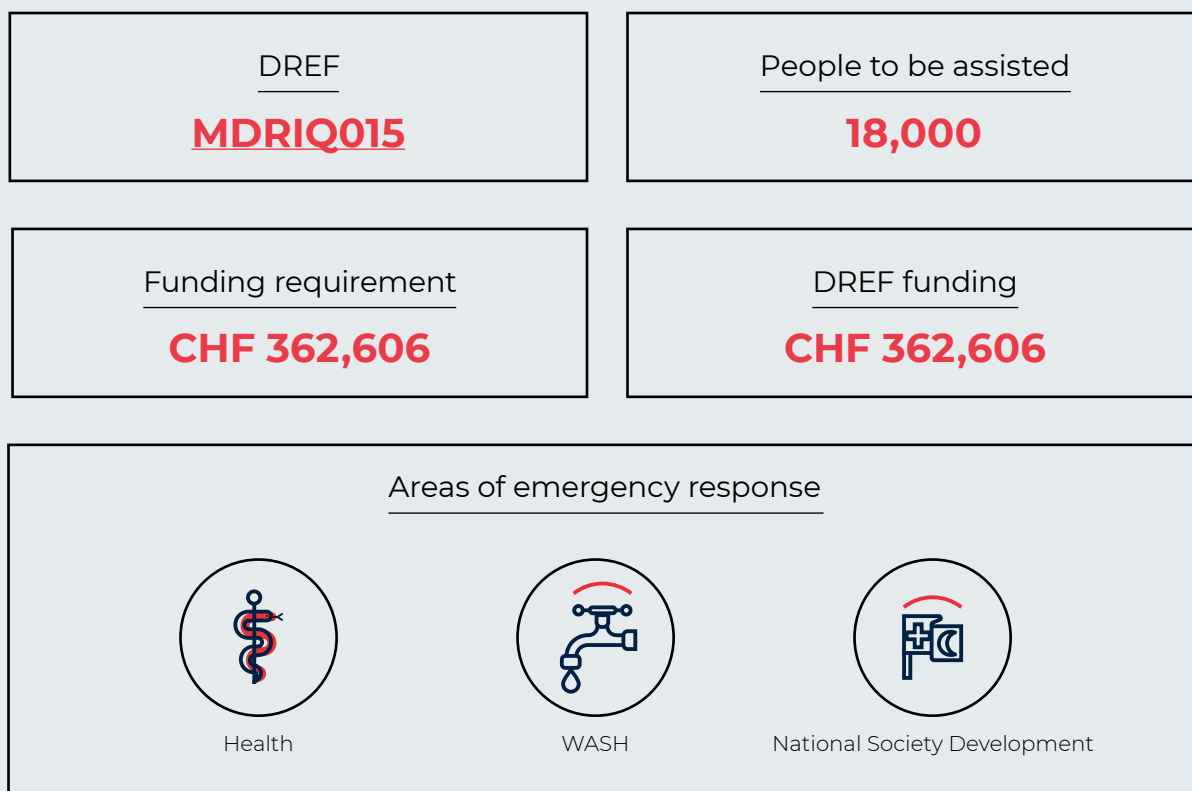 DREF
MDRIQ015
People to be assisted
18,000
Funding requirement
CHF 362,606
DREF funding
CHF 362,606
Areas of emergency response
Health
WASH
National Society Development